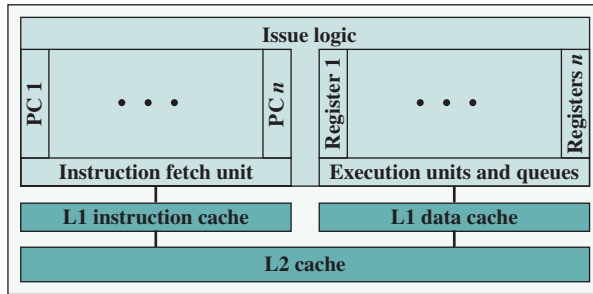 Issue logic
PC 1
• • •
PC n
Register 1
• • •
Registers n
Instruction fetch unit
Execution units and queues
L1 instruction cache
L1 data cache
L2 cache